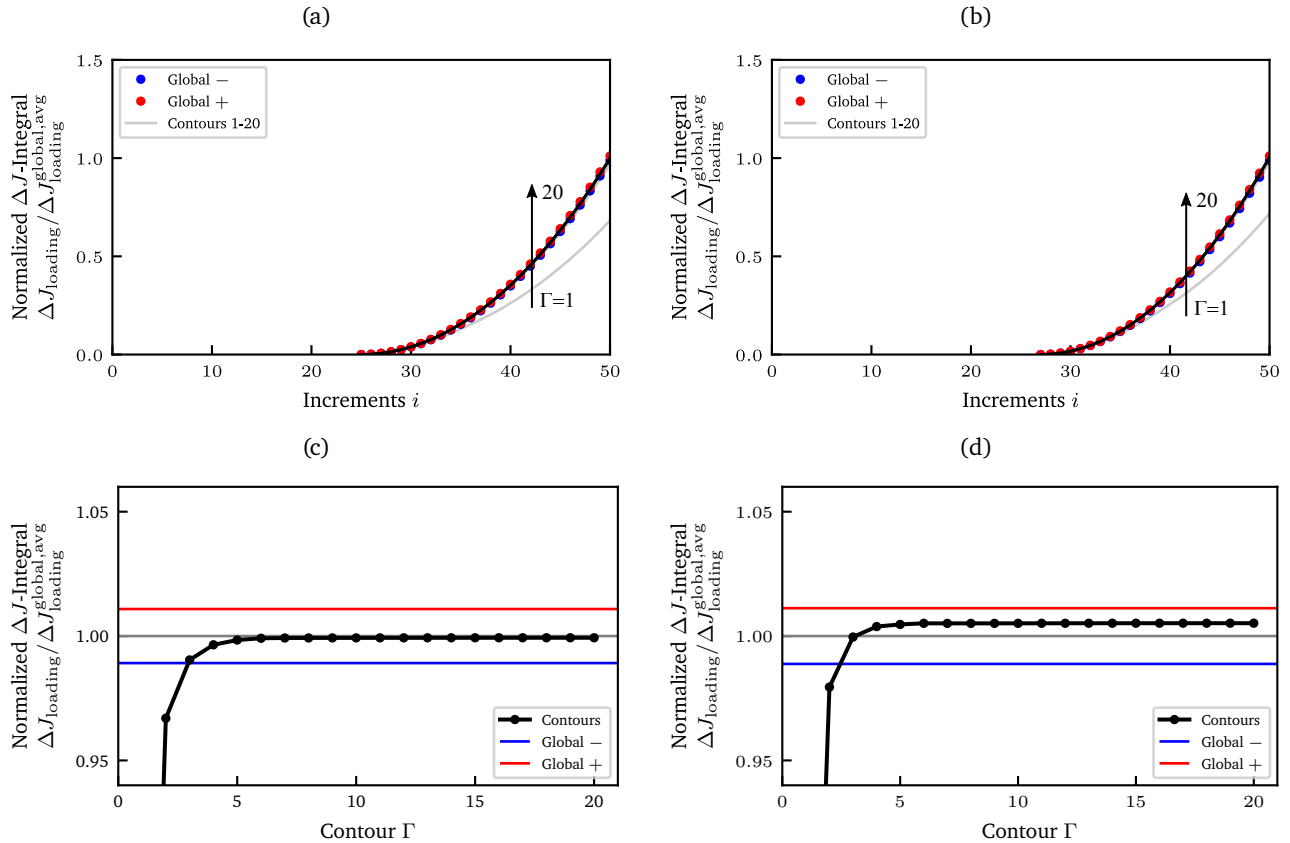 (a)
Normalized ΔJ-Integral
ΔJ_loading/ΔJ_loading^global,avg
1.5
1.0
0.5
0.0
Global −
Global +
Contours 1-20
20
Γ=1
0 10 20 30 40 50
Increments i
(b)
Normalized ΔJ-Integral
ΔJ_loading/ΔJ_loading^global,avg
1.5
1.0
0.5
0.0
Global −
Global +
Contours 1-20
20
Γ=1
0 10 20 30 40 50
Increments i
(c)
Normalized ΔJ-Integral
ΔJ_loading/ΔJ_loading^global,avg
1.05
1.00
0.95
Contours
Global −
Global +
0 5 10 15 20
Contour Γ
(d)
Normalized ΔJ-Integral
ΔJ_loading/ΔJ_loading^global,avg
1.05
1.00
0.95
Contours
Global −
Global +
0 5 10 15 20
Contour Γ